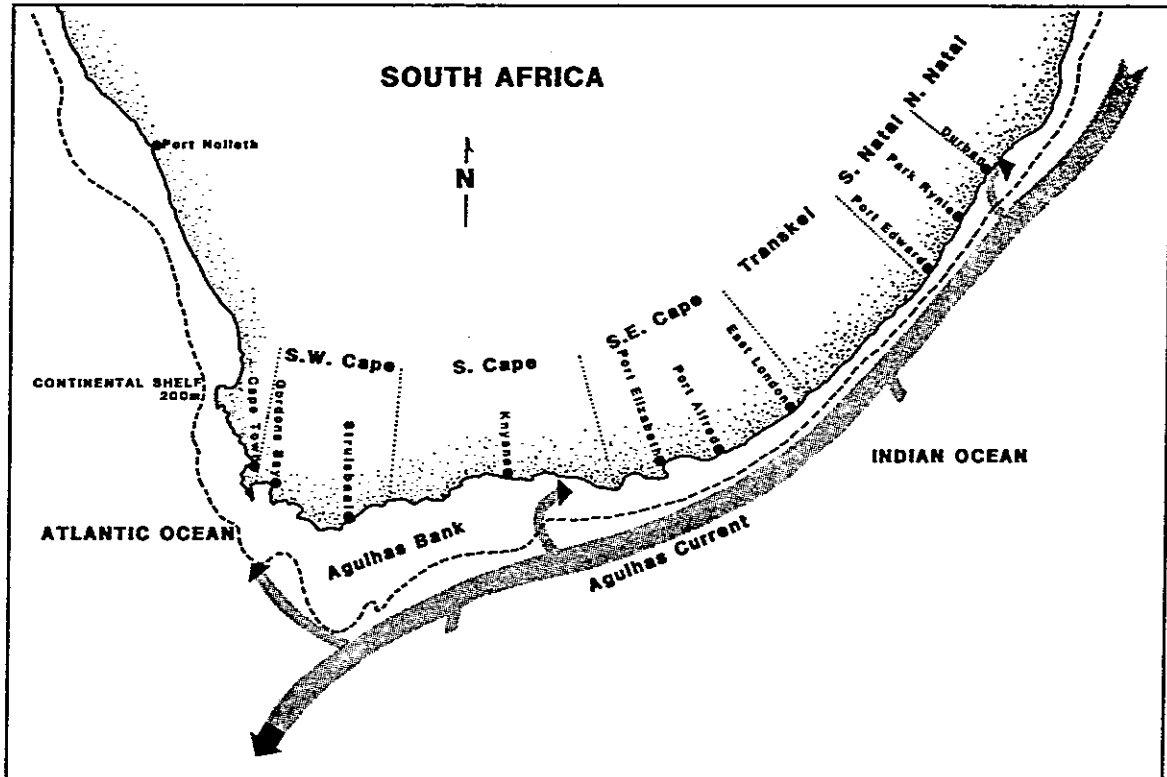 SOUTH AFRICA
N
Port Nolloth
N. Natal
S. Natal
Durban
Park Rynie
Port Edward
Transkei
S.E. Cape
East London
Port Alfred
Port Elizabeth
S. Cape
Knysna
S.W. Cape
Struisbaai
Gordons Bay
Cape Town
CONTINENTAL SHELF
200m
INDIAN OCEAN
ATLANTIC OCEAN
Agulhas Bank
Agulhas Current